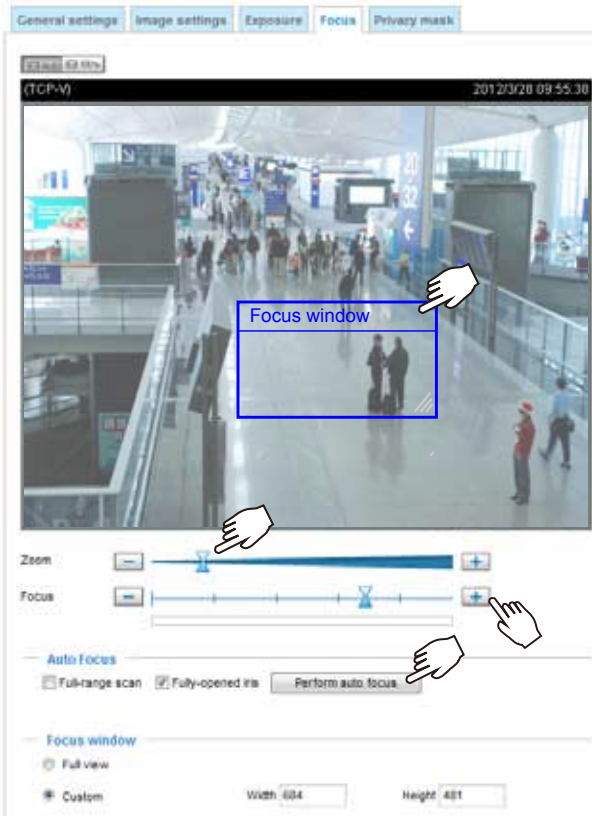 General settings Image settings Exposure Focus Privacy mask
(TCP-V) 2012/3/28 09:55:38
20
32
Focus window
Zoom
Focus
Auto Focus
Full-range scan Fully-opened iris Perform auto focus
Focus window
Full view
Custom Width 684 Height 481